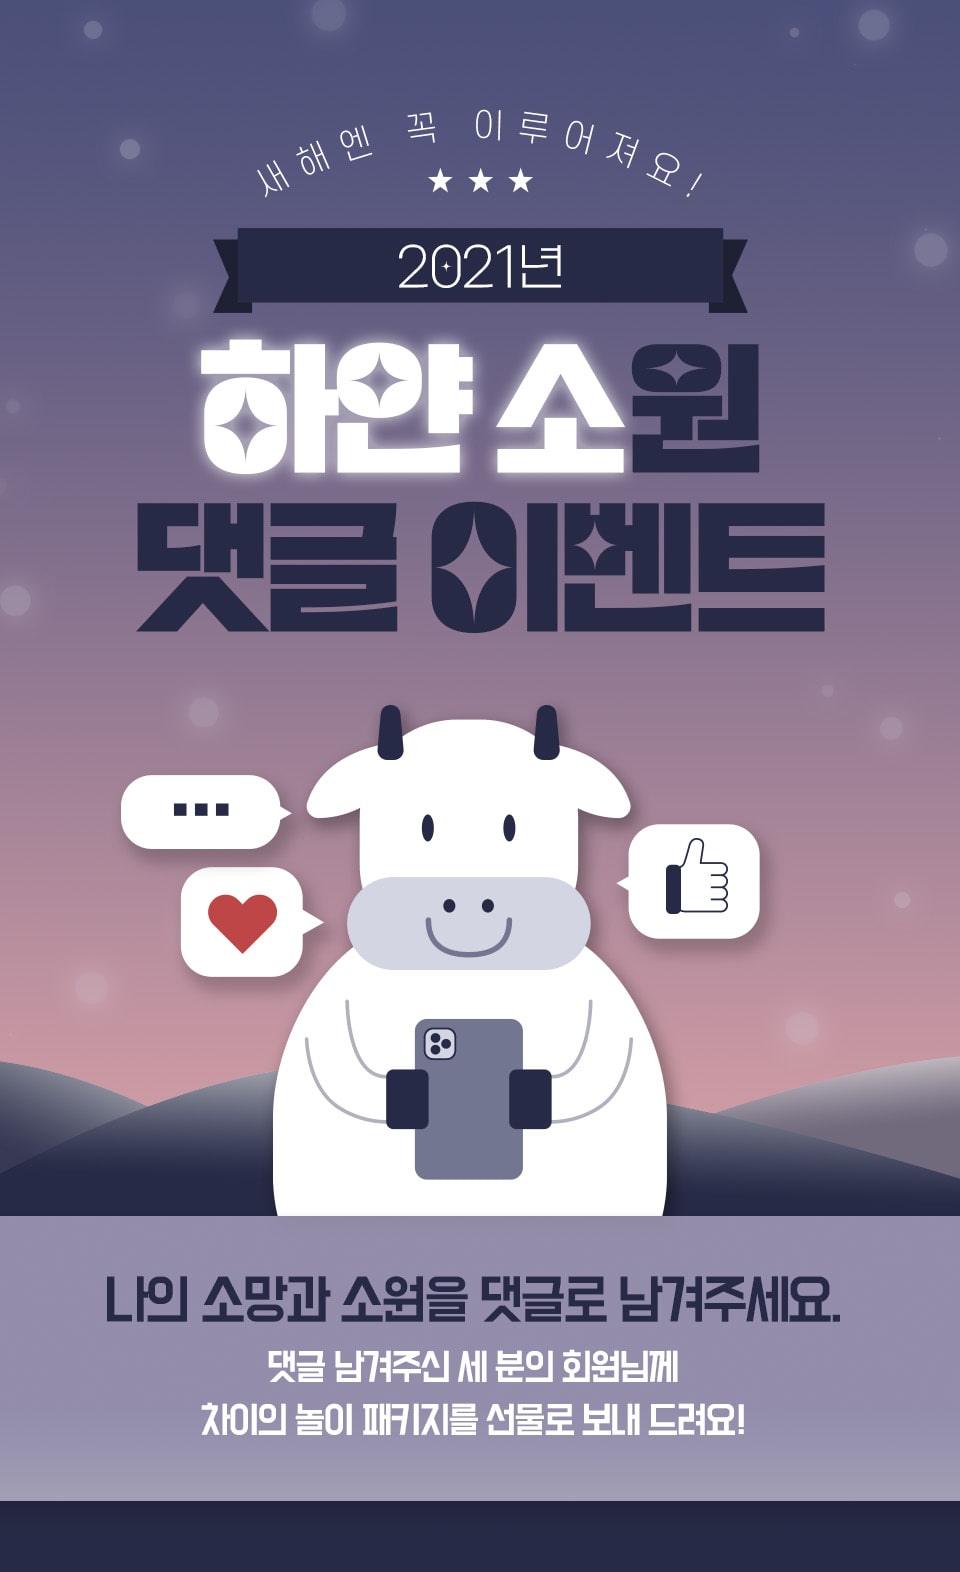 새해엔 꼭 이루어져요!
★★★
2021년
하얀 소원
댓글 이벤트
나의 소망과 소원을 댓글로 남겨주세요.
댓글 남겨주신 세 분의 회원님께
차이의 놀이 패키지를 선물로 보내 드려요!